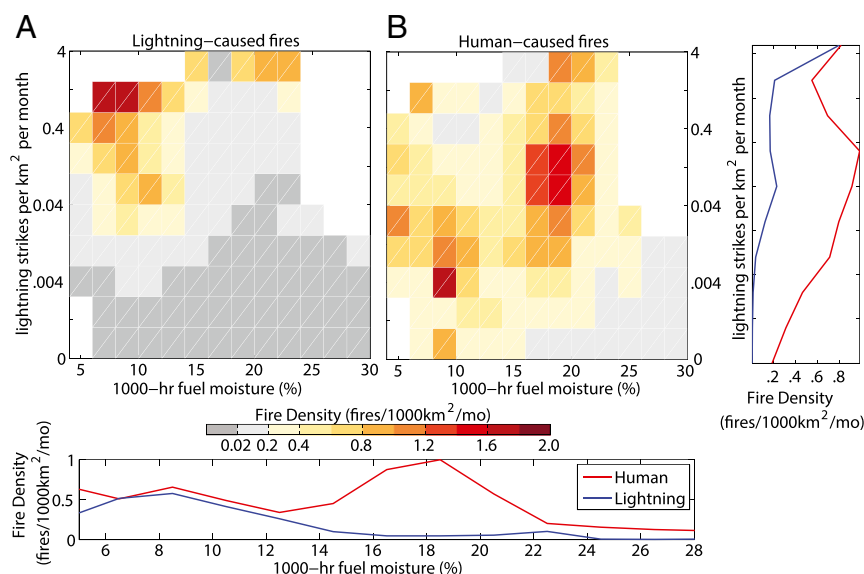 A
B
Lightning−caused fires
Human−caused fires
lightning strikes per km2 per month
4
0.4
0.04
.004
0
5 10 15 20 25 30
1000−hr fuel moisture (%)
4
0.4
0.04
.004
0
5 10 15 20 25 30
1000−hr fuel moisture (%)
lightning strikes per km2 per month
.2 .4 .6 .8
Fire Density
(fires/1000km2/mo)
Fire Density (fires/1000km2/mo)
0.02 0.2 0.4 0.8 1.2 1.6 2.0
Fire Density
(fires/1000km2/mo)
1
0.5
0
6 8 10 12 14 16 18 20 22 24 26 28
1000−hr fuel moisture (%)
Human
Lightning